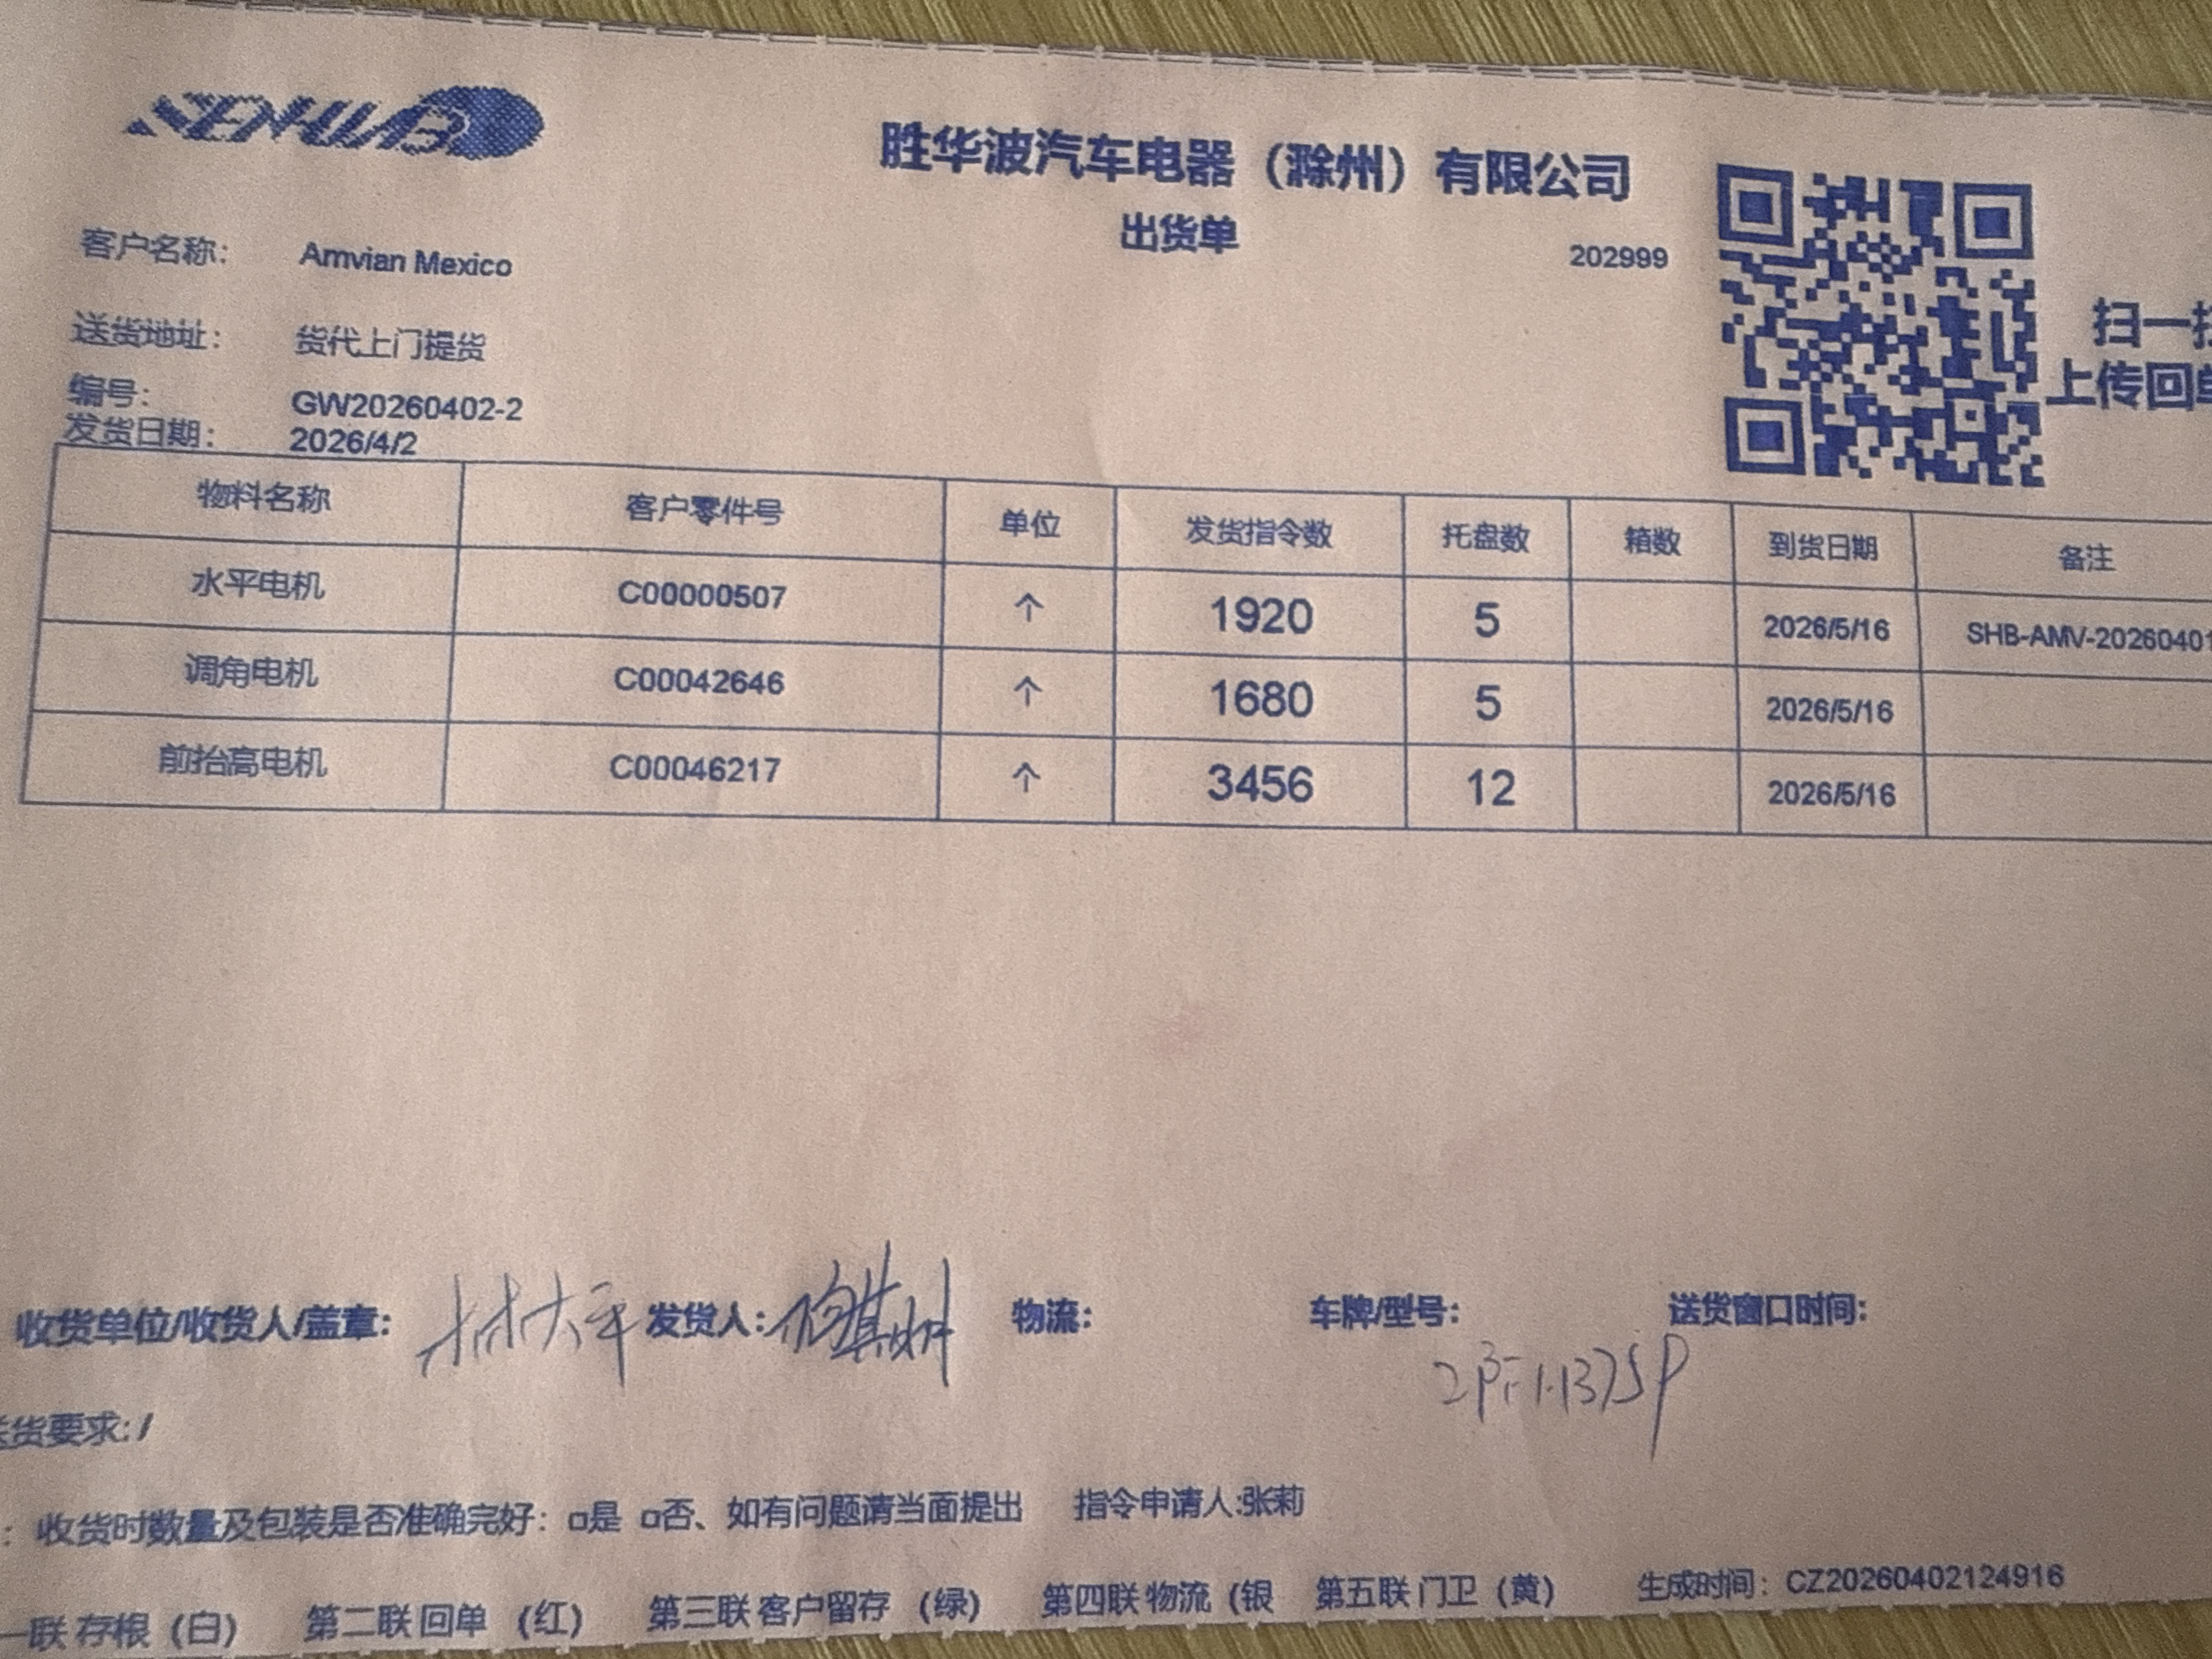 SENHUAB
胜华波汽车电器（滁州）有限公司
出货单
202999
扫一扫
上传回单
客户名称： Amvian Mexico
送货地址： 货代上门提货
编号： GW20260402-2
发货日期： 2026/4/2
物料名称 客户零件号 单位 发货指令数 托盘数 箱数 到货日期 备注
水平电机 C00000507 个 1920 5 2026/5/16 SHB-AMV-20260401
调角电机 C00042646 个 1680 5 2026/5/16
前抬高电机 C00046217 个 3456 12 2026/5/16
收货单位/收货人/盖章： 发货人： 物流： 车牌/型号： 送货窗口时间：
送货要求：/
：收货时数量及包装是否准确完好：□是 □否、如有问题请当面提出 指令申请人:张莉
一联 存根（白） 第二联 回单 （红） 第三联 客户留存 （绿） 第四联 物流（银 第五联 门卫（黄） 生成时间：CZ20260402124916